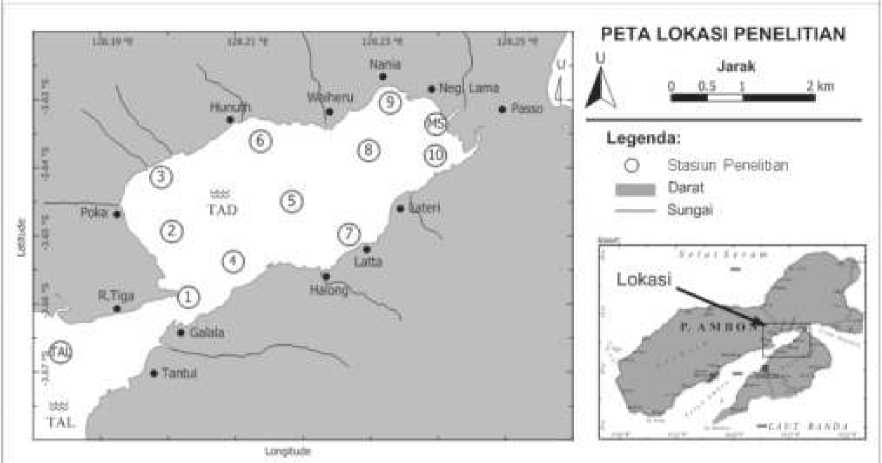 128.19 °E
128.21 °E
128.23 °E
128.25 °E
Nania
U
Neg. Lama
Waiheru
Passo
Hunuth
9
MS
6
8
10
3
5
TAD
Poka
Lateri
2
7
4
Latta
Halong
R.Tiga
1
Galala
TAL
Tantui
TAL
-3.63 °S
-3.64 °S
-3.65 °S
-3.66 °S
-3.67 °S
Latitude
Longitude
PETA LOKASI PENELITIAN
U
Jarak
0 0.5 1 2 km
Legenda:
Stasiun Penelitian
Darat
Sungai
Selat Seram
Lokasi
P. AMBON
LAUT BANDA